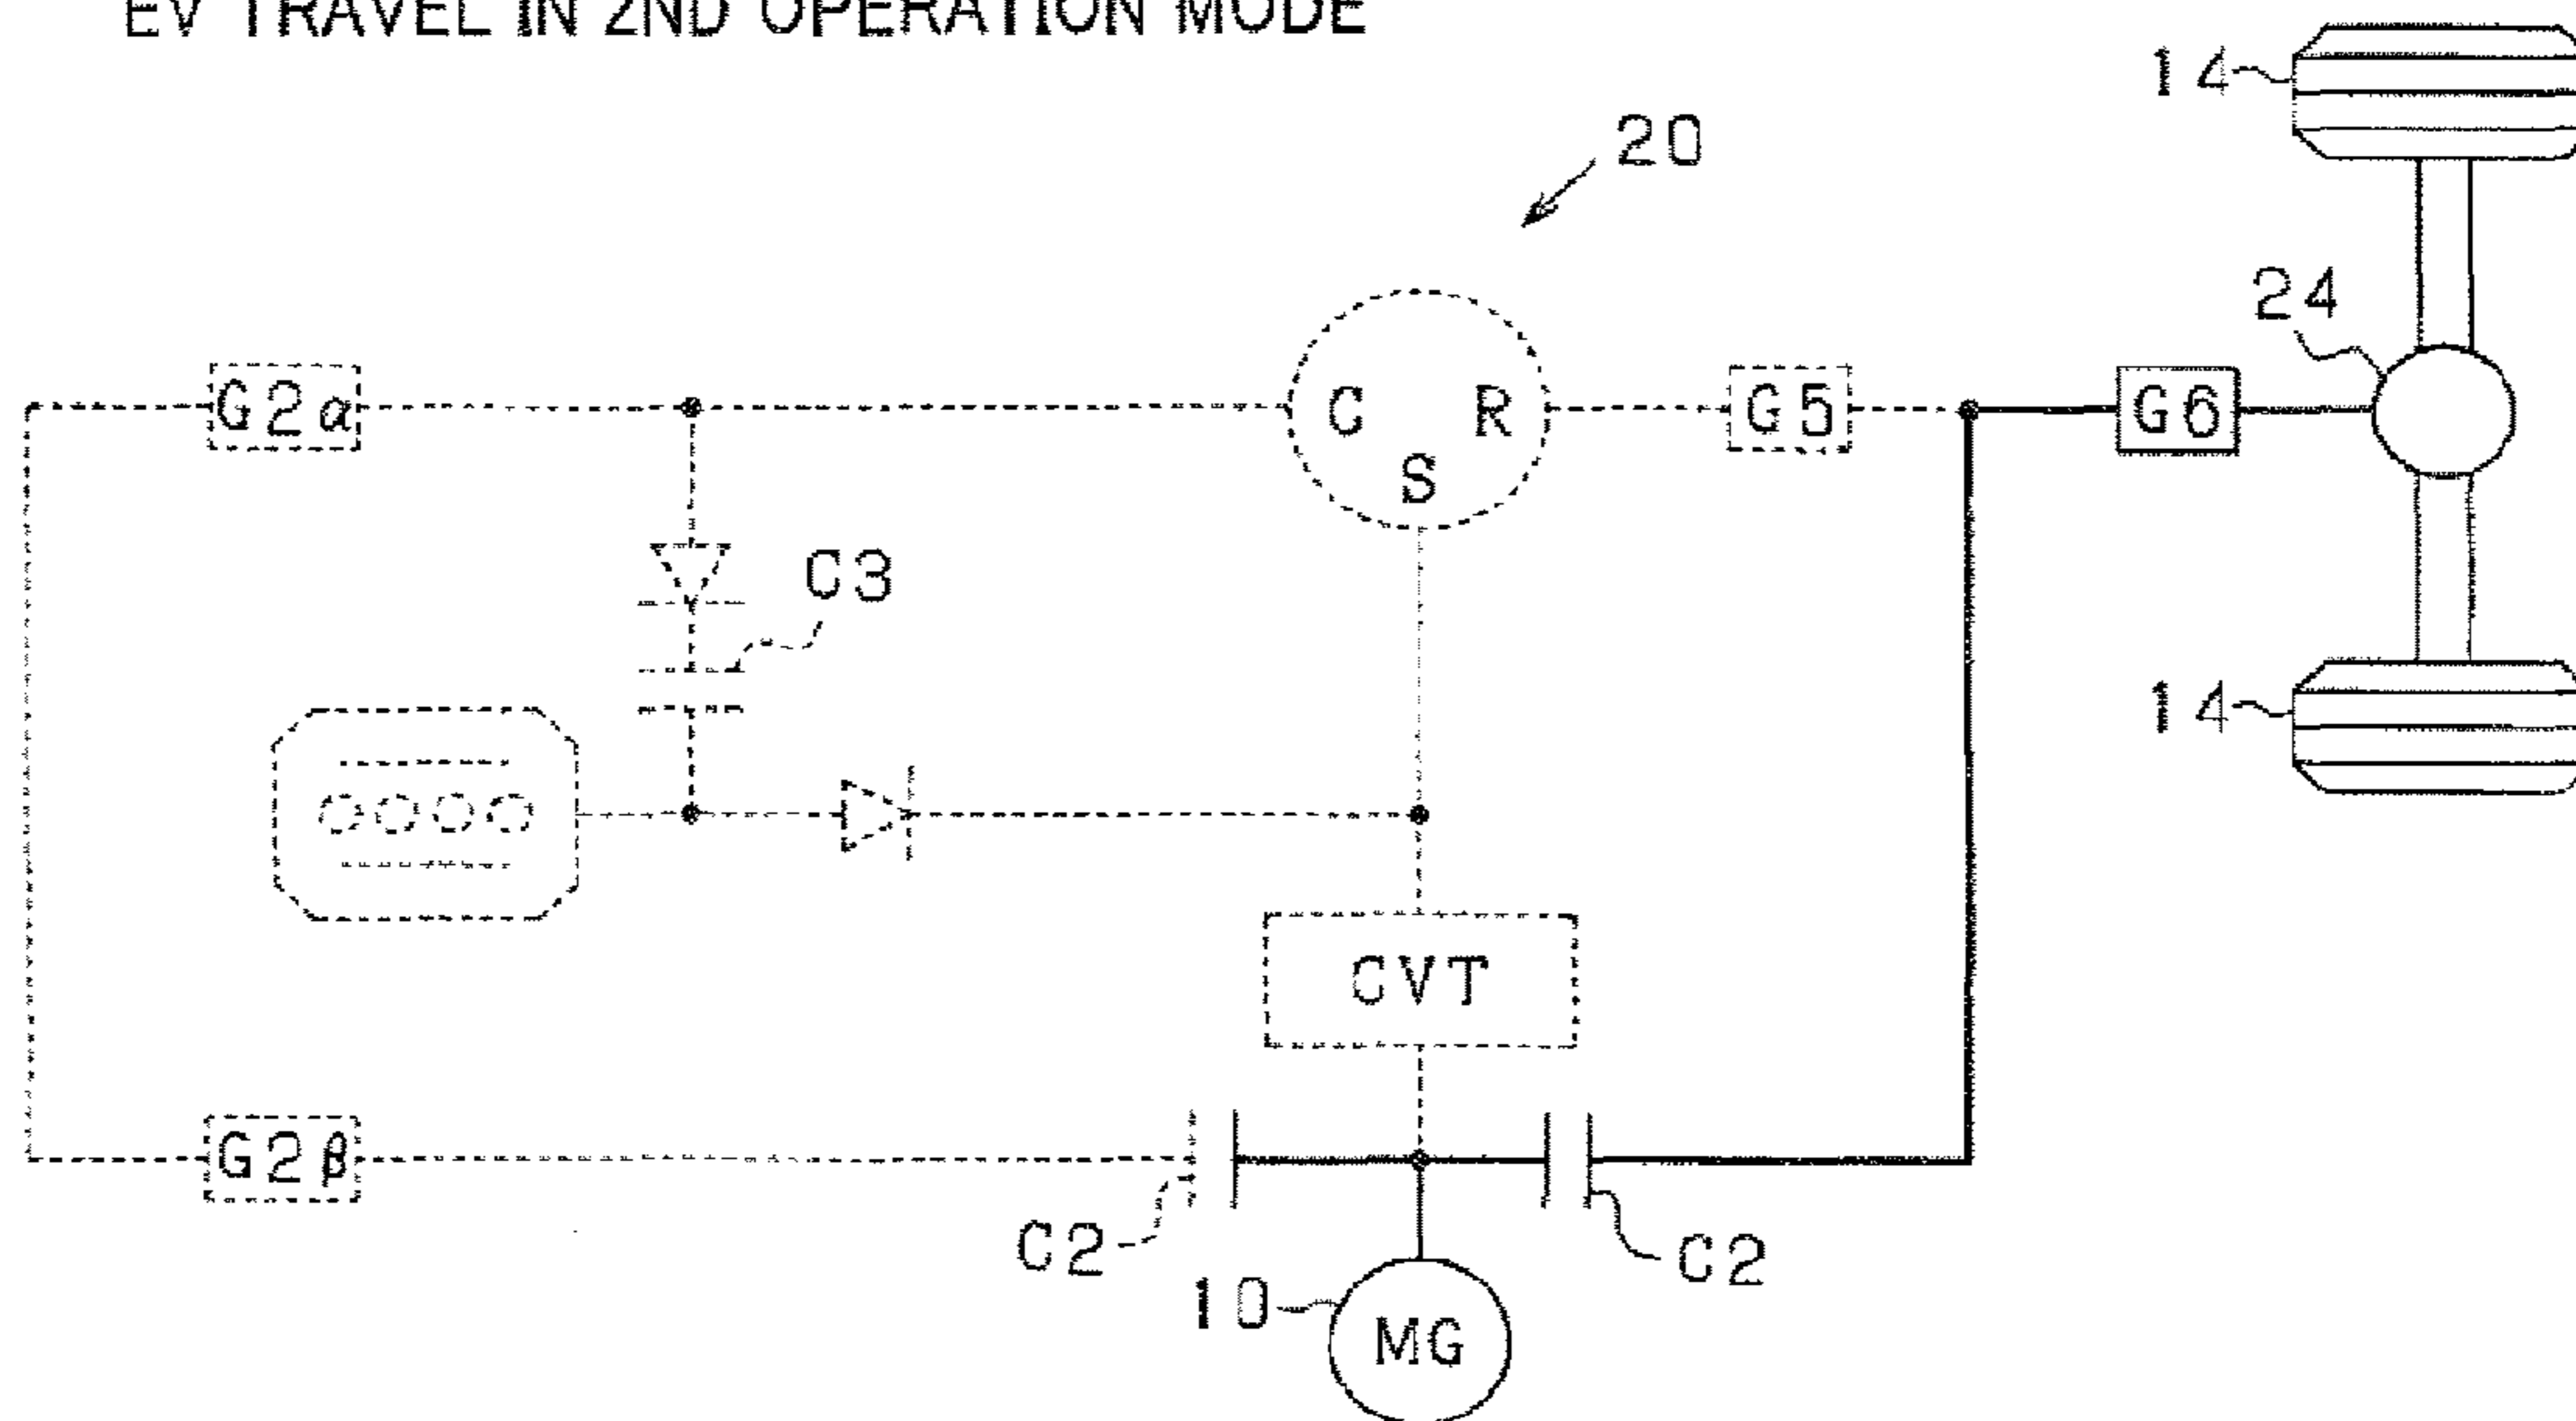 EV TRAVEL IN 2ND OPERATION MODE
14
20
24
G2α
C
R
S
G5
G6
C3
14
CVT
G2β
C2
C2
10
MG